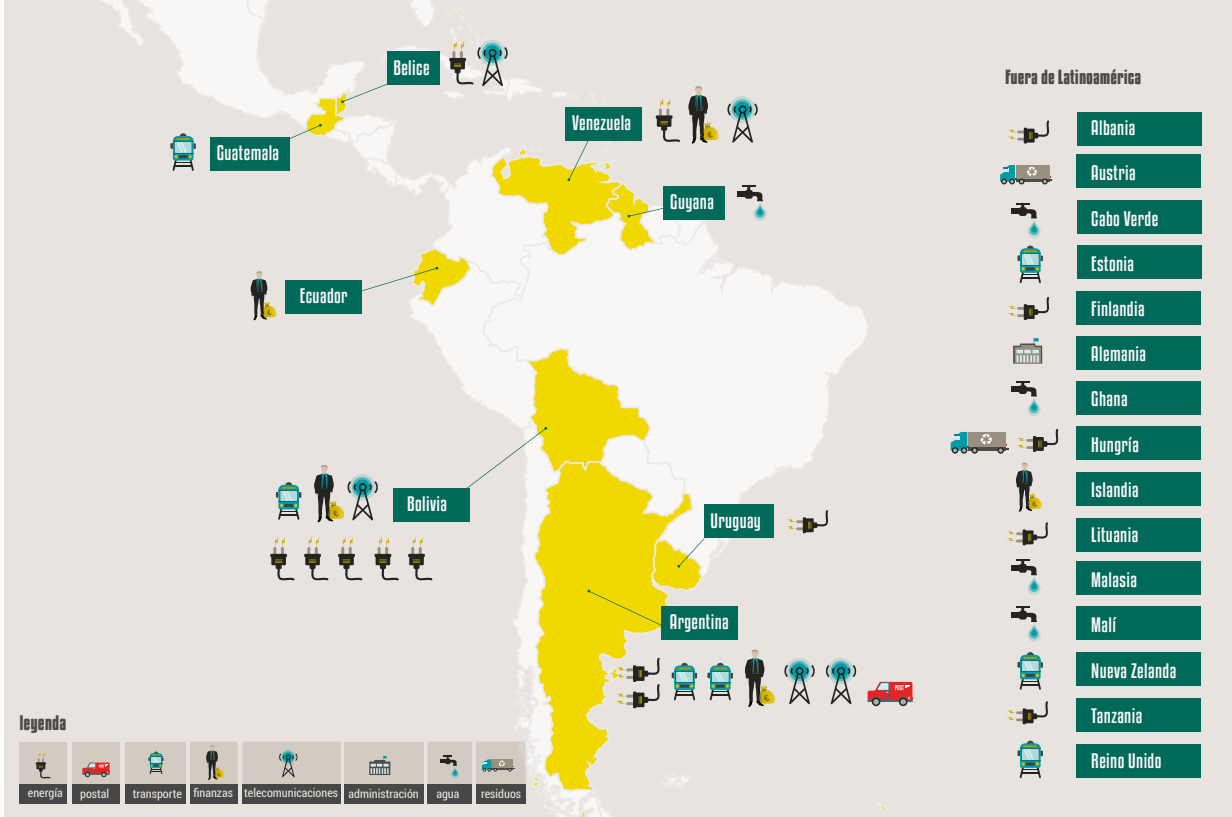 Belice
Guatemala
Venezuela
Guyana
Ecuador
Bolivia
Uruguay
Argentina
POST
Fuera de Latinoamérica
Albania
Austria
Cabo Verde
Estonia
Finlandia
Alemania
Ghana
Hungría
Islandia
Lituania
Malasia
Malí
Nueva Zelanda
Tanzania
Reino Unido
leyenda
energía
postal
transporte
finanzas
telecomunicaciones
administración
agua
residuos